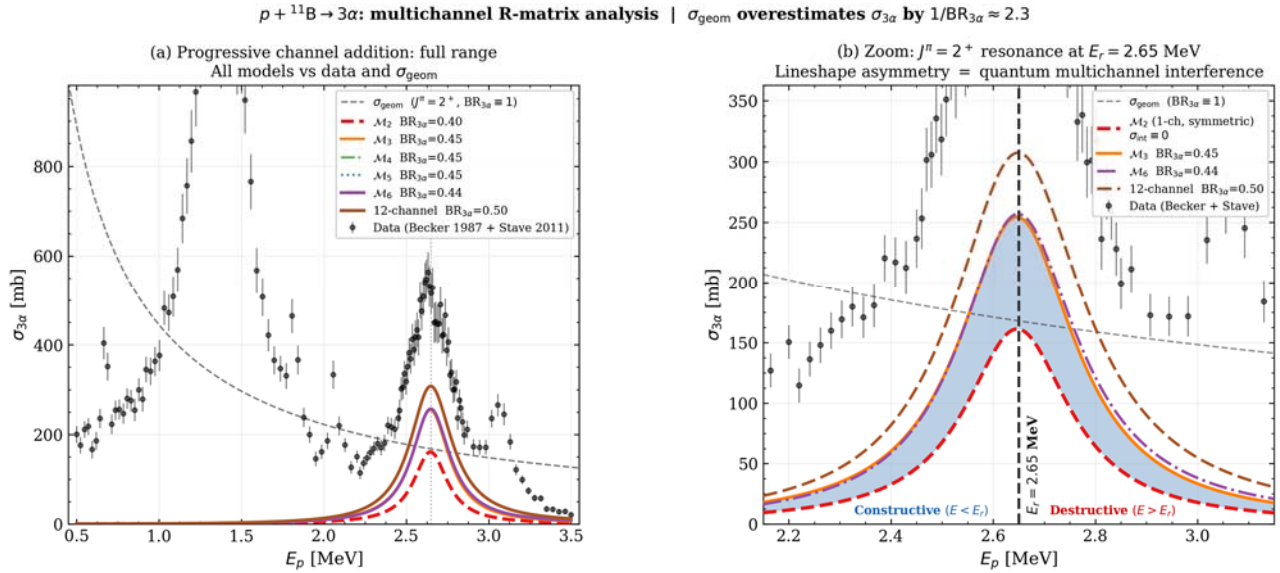 p + ¹¹B → 3α: multichannel R-matrix analysis | σ_geom overestimates σ_3α by 1/BR_3α ≈ 2.3
(a) Progressive channel addition: full range
All models vs data and σ_geom
σ_geom (J^π = 2⁺, BR_3α ≡ 1)
ℳ₂ BR_3α=0.40
ℳ₃ BR_3α=0.45
ℳ₄ BR_3α=0.45
ℳ₅ BR_3α=0.45
ℳ₆ BR_3α=0.44
12-channel BR_3α=0.50
Data (Becker 1987 + Stave 2011)
σ_3α [mb]
0
200
400
600
800
0.5
1.0
1.5
2.0
2.5
3.0
3.5
E_p [MeV]
(b) Zoom: J^π = 2⁺ resonance at E_r = 2.65 MeV
Lineshape asymmetry = quantum multichannel interference
σ_geom (BR_3α ≡ 1)
ℳ₂ (1-ch, symmetric)
σ_int ≡ 0
ℳ₃ BR_3α=0.45
ℳ₆ BR_3α=0.44
12-channel BR_3α=0.50
Data (Becker + Stave)
σ_3α [mb]
0
50
100
150
200
250
300
350
E_r = 2.65 MeV
Constructive (E < E_r)
Destructive (E > E_r)
2.2
2.4
2.6
2.8
3.0
E_p [MeV]